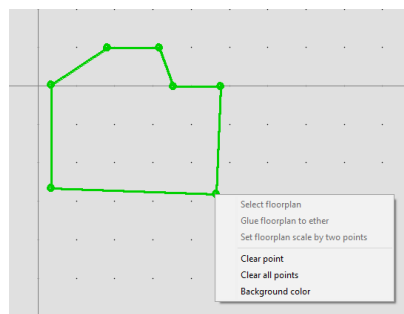 Select floorplan
Glue floorplan to ether
Set floorplan scale by two points
Clear point
Clear all points
Background color